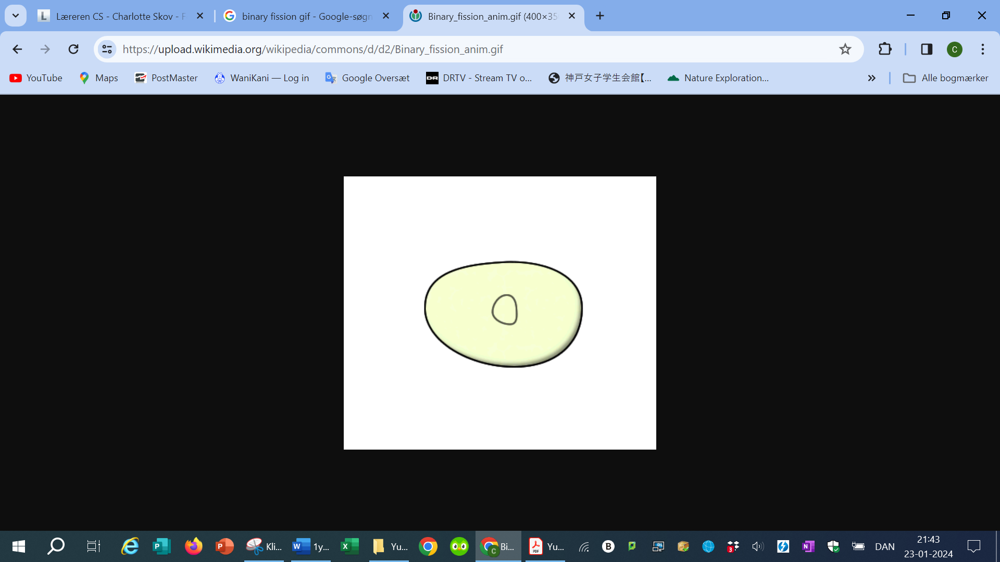 Læreren CS - Charlotte Skov - F
binary fission gif - Google-søgn
Binary_fission_anim.gif (400×350
https://upload.wikimedia.org/wikipedia/commons/d/d2/Binary_fission_anim.gif
C
YouTube
Maps
PostMaster
WaniKani — Log in
Google Oversæt
DRTV - Stream TV o...
神戸女子学生会館【...
Nature Exploration...
Alle bogmærker
Kli...
1y...
Yu...
Bi...
Yu...
DAN
21:43
23-01-2024